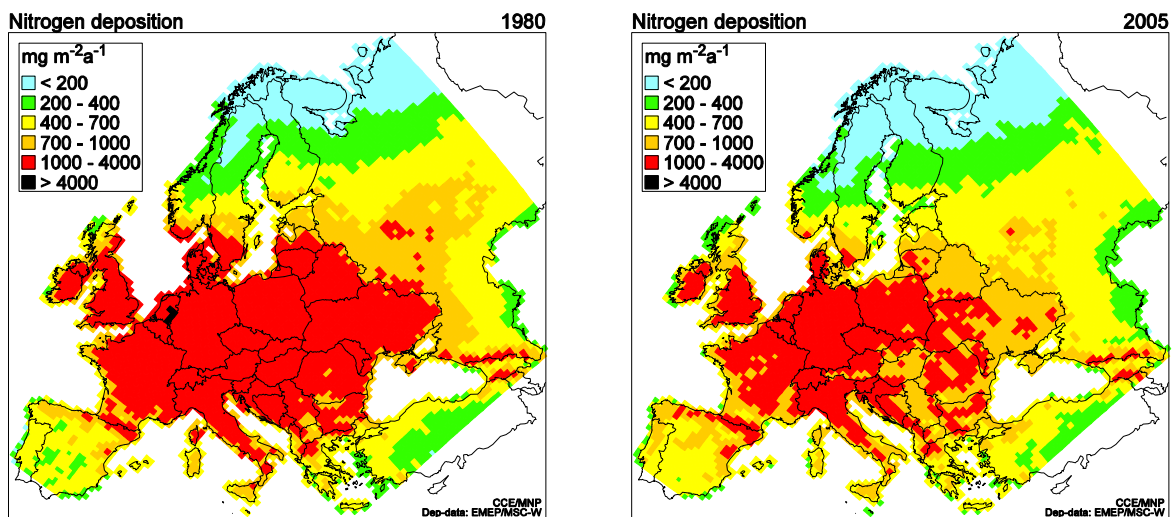 Nitrogen deposition 1980
mg m-2a-1
< 200
200 - 400
400 - 700
700 - 1000
1000 - 4000
> 4000
CCE/MNP
Dep-data: EMEP/MSC-W
Nitrogen deposition 2005
mg m-2a-1
< 200
200 - 400
400 - 700
700 - 1000
1000 - 4000
> 4000
CCE/MNP
Dep-data: EMEP/MSC-W